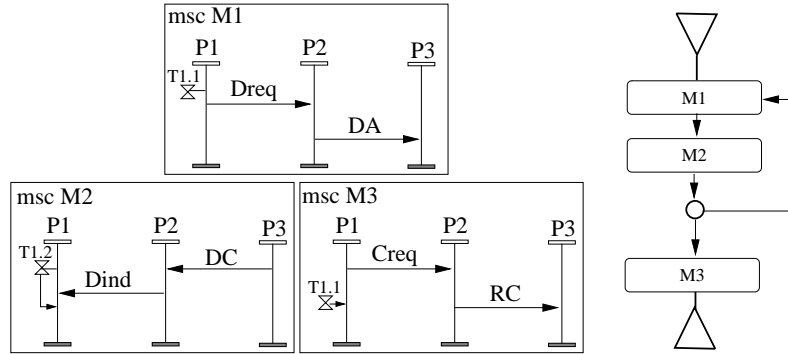 msc M1
P1 P2 P3
T1.1
Dreq
DA
msc M2
P1 P2 P3
T1.2
DC
Dind
msc M3
P1 P2 P3
Creq
T1.1
RC
M1
M2
M3